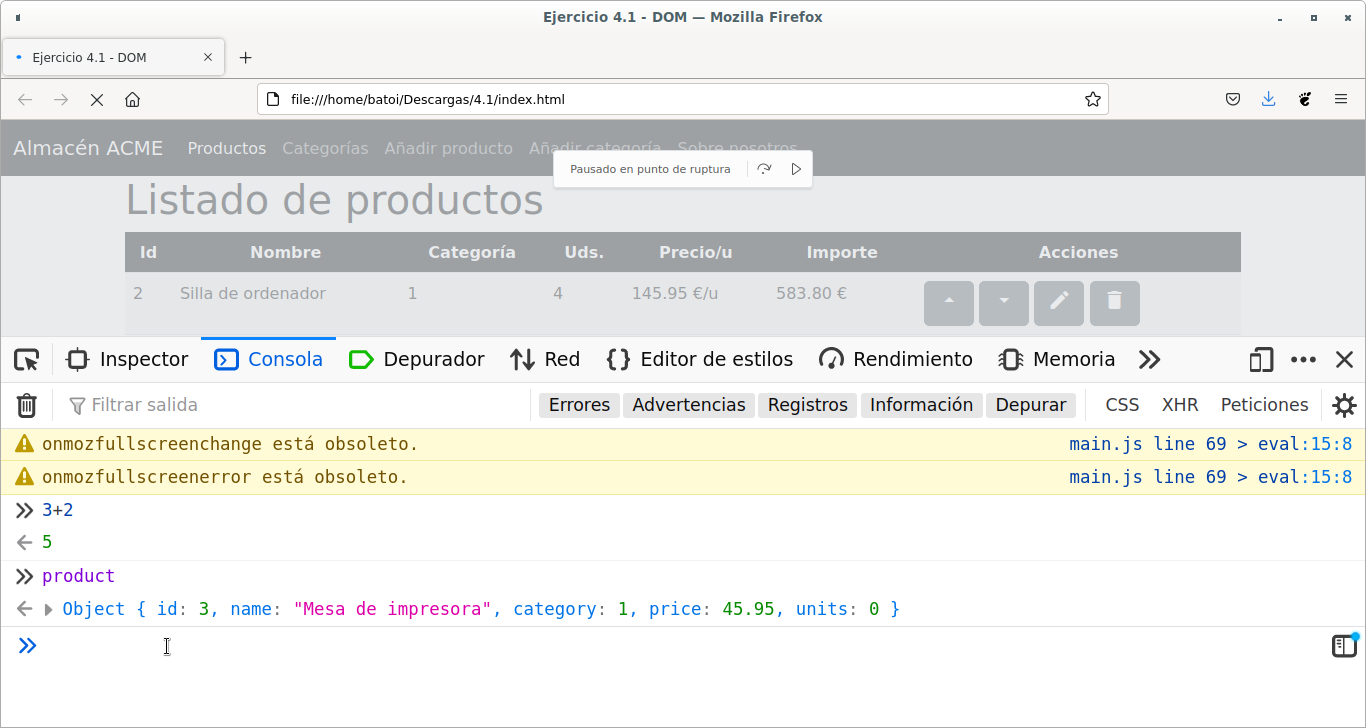 Ejercicio 4.1 - DOM — Mozilla Firefox
Ejercicio 4.1 - DOM
file:///home/batoi/Descargas/4.1/index.html
Almacén ACME Productos Categorías Añadir producto Añadir categoría Sobre nosotros
Pausado en punto de ruptura
Listado de productos
Id Nombre Categoría Uds. Precio/u Importe Acciones
2 Silla de ordenador 1 4 145.95 €/u 583.80 €
Inspector Consola Depurador Red Editor de estilos Rendimiento Memoria
Filtrar salida Errores Advertencias Registros Información Depurar CSS XHR Peticiones
onmozfullscreenchange está obsoleto. main.js line 69 > eval:15:8
onmozfullscreenerror está obsoleto. main.js line 69 > eval:15:8
3+2
5
product
Object { id: 3, name: "Mesa de impresora", category: 1, price: 45.95, units: 0 }